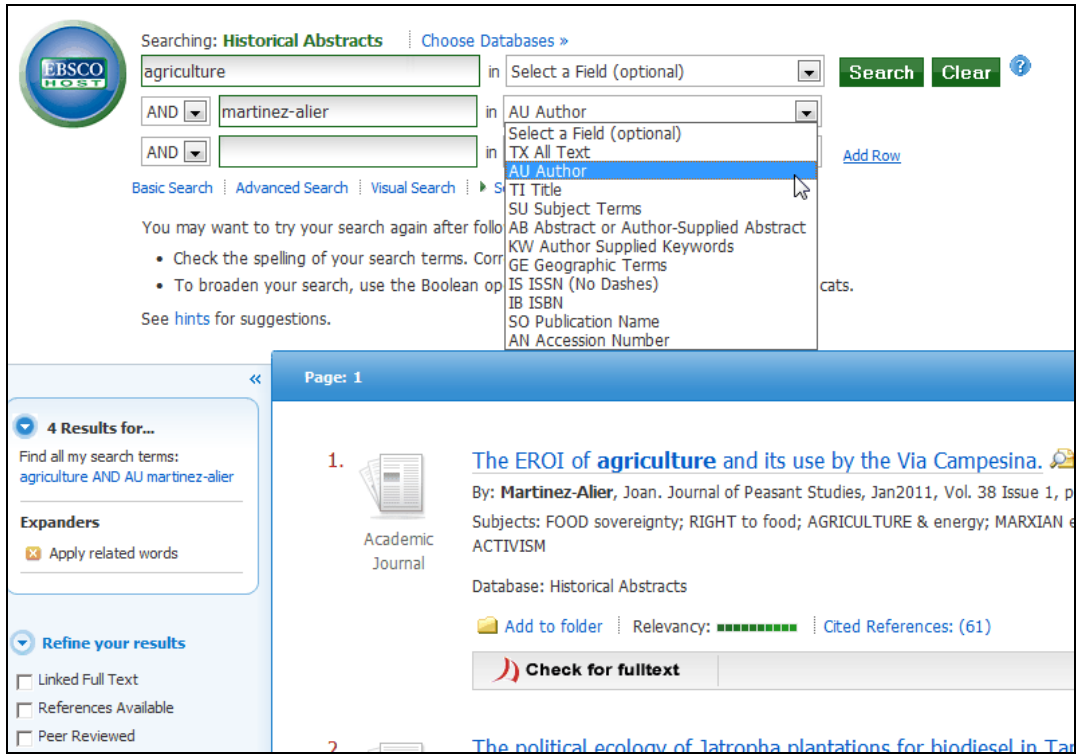 EBSCO
HOST
Searching: Historical Abstracts Choose Databases »
agriculture in Select a Field (optional) Search Clear ?
AND martinez-alier in AU Author
AND in Add Row
Select a Field (optional)
TX All Text
AU Author
TI Title
SU Subject Terms
AB Abstract or Author-Supplied Abstract
KW Author Supplied Keywords
GE Geographic Terms
IS ISSN (No Dashes)
IB ISBN
SO Publication Name
AN Accession Number
Basic Search Advanced Search Visual Search
You may want to try your search again after
Check the spelling of your search terms.
To broaden your search, use the Boolean cats.
See hints for suggestions.
« Page: 1
4 Results for...
Find all my search terms:
agriculture AND AU martinez-alier
Expanders
Apply related words
Refine your results
Linked Full Text
References Available
Peer Reviewed
1. The EROI of agriculture and its use by the Via Campesina.
Academic
Journal
By: Martinez-Alier, Joan. Journal of Peasant Studies, Jan2011, Vol. 38 Issue 1,
Subjects: FOOD sovereignty; RIGHT to food; AGRICULTURE & energy; MARXIAN
ACTIVISM
Database: Historical Abstracts
Add to folder Relevancy: Cited References: (61)
Check for fulltext
2. The political ecology of Jatropha plantations for biodiesel in